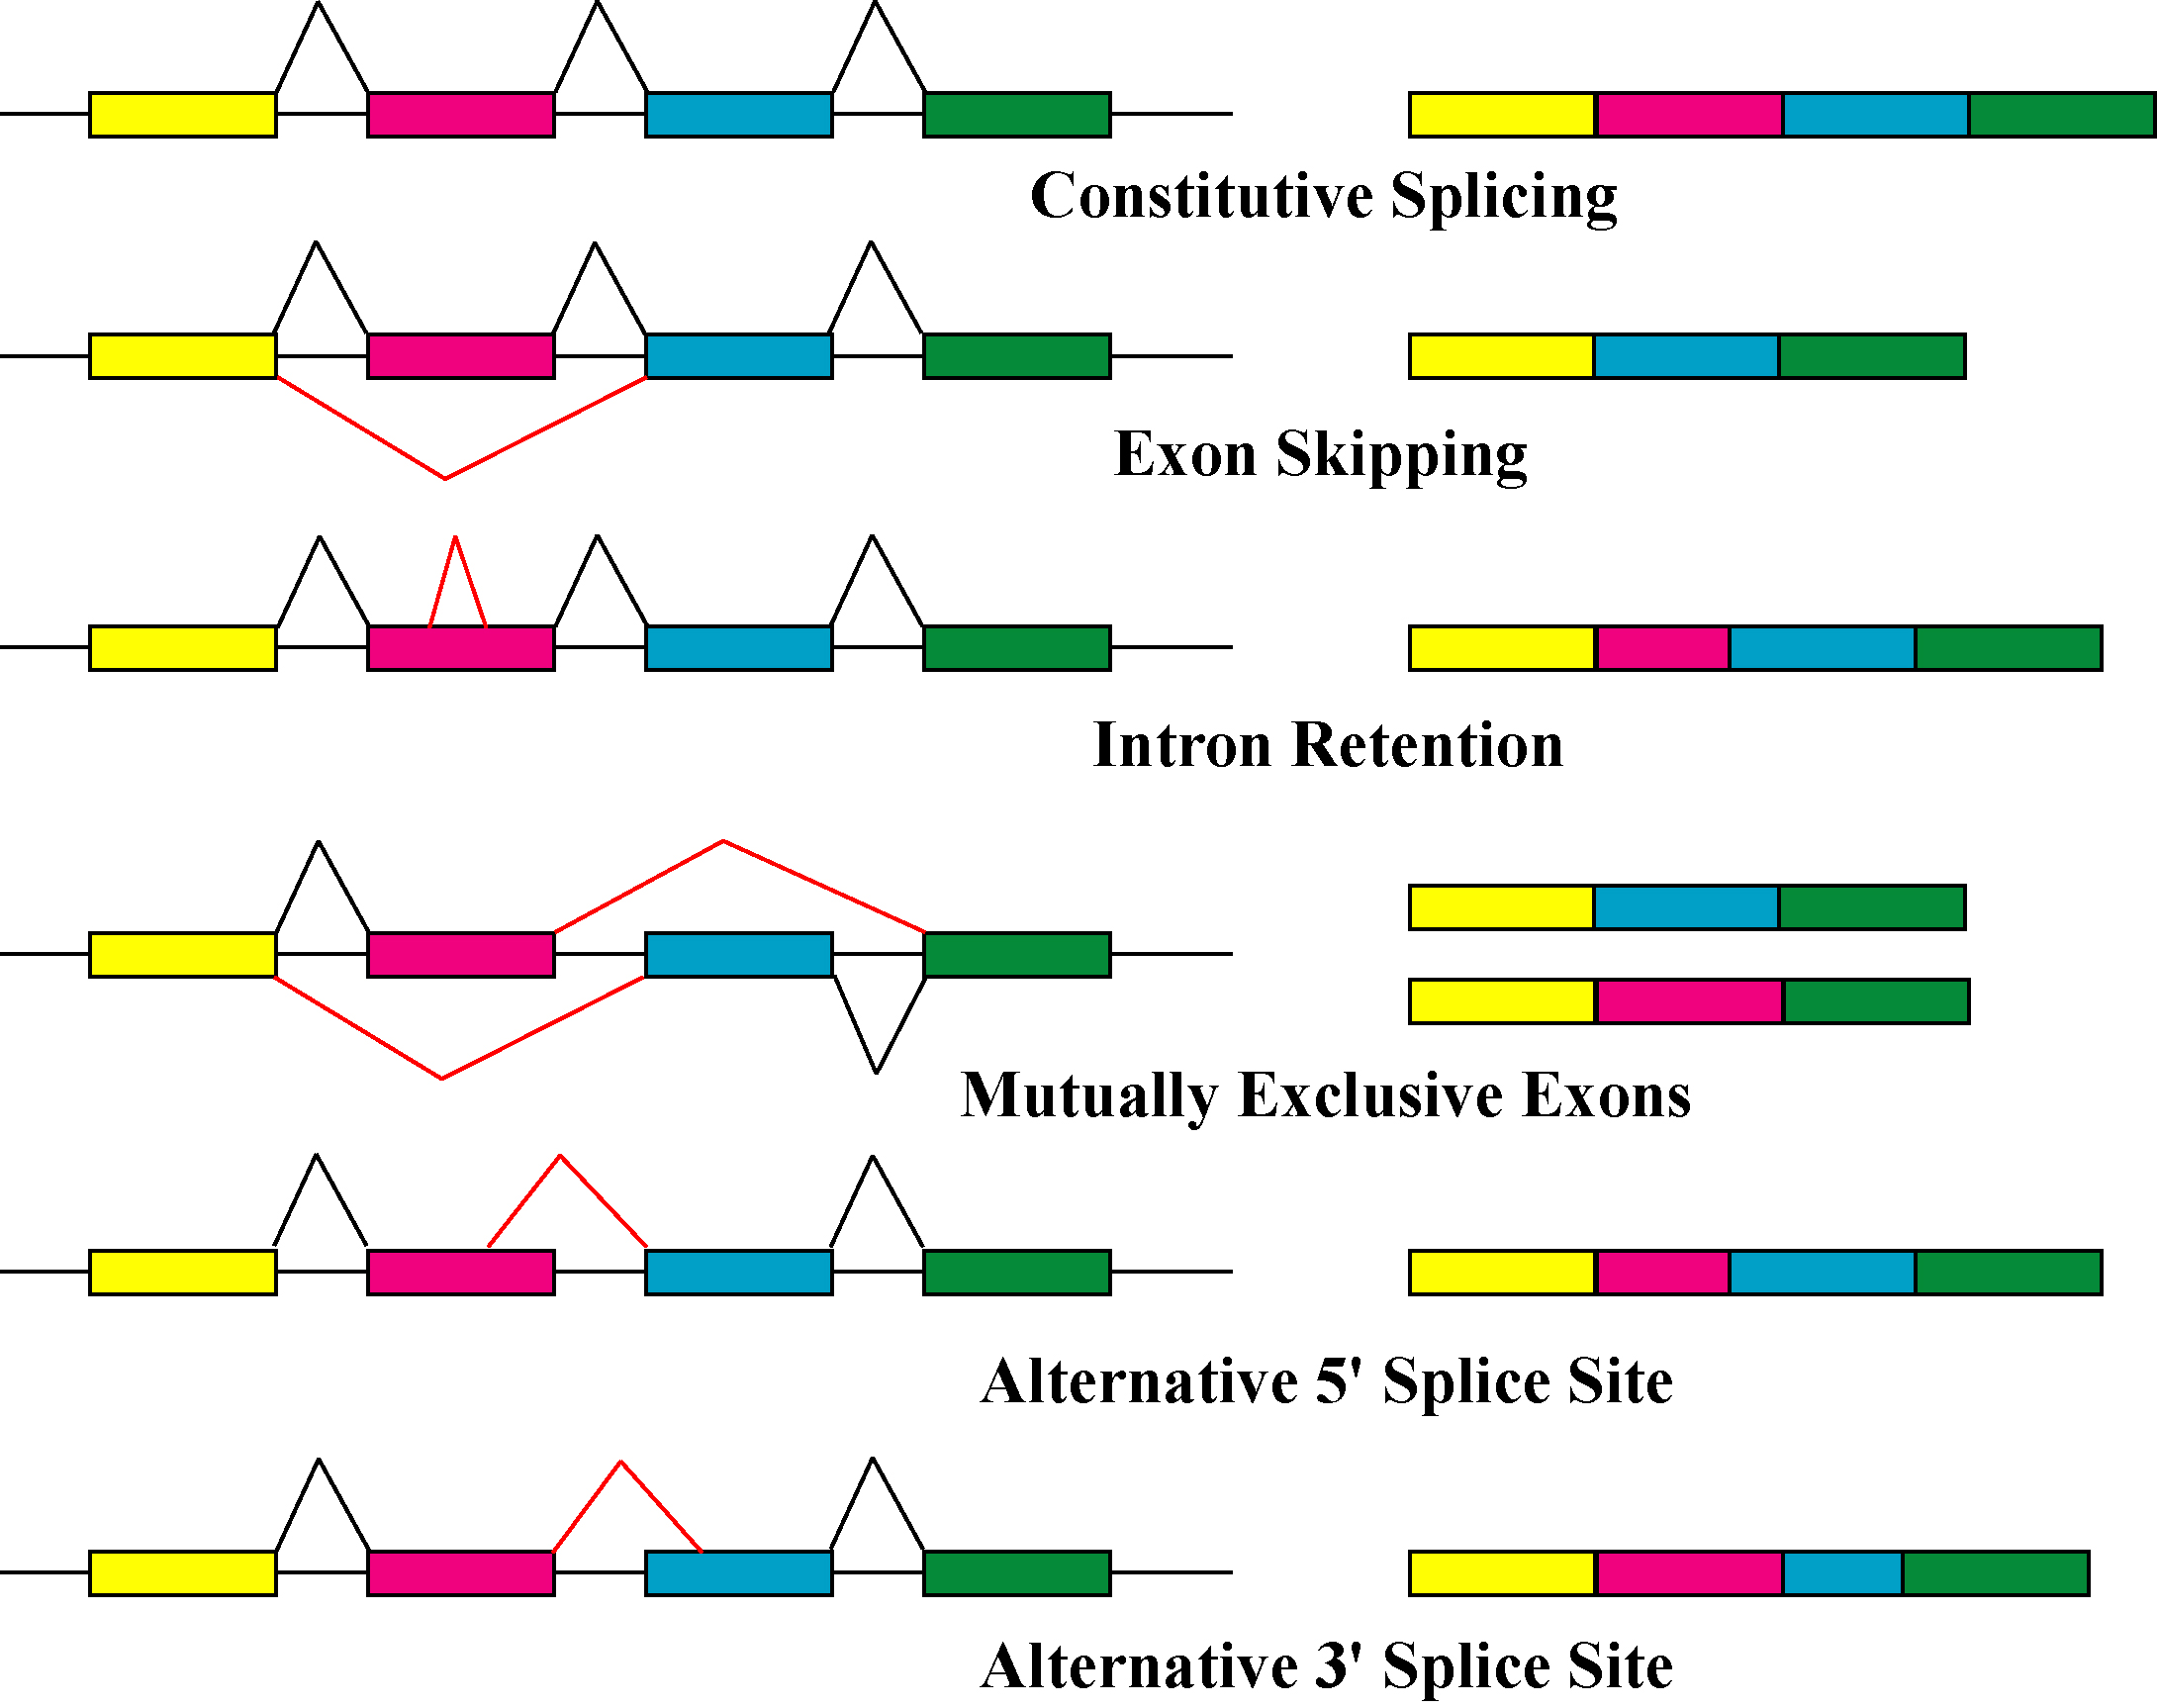 Constitutive Splicing
Exon Skipping
Intron Retention
Mutually Exclusive Exons
Alternative 5' Splice Site
Alternative 3' Splice Site